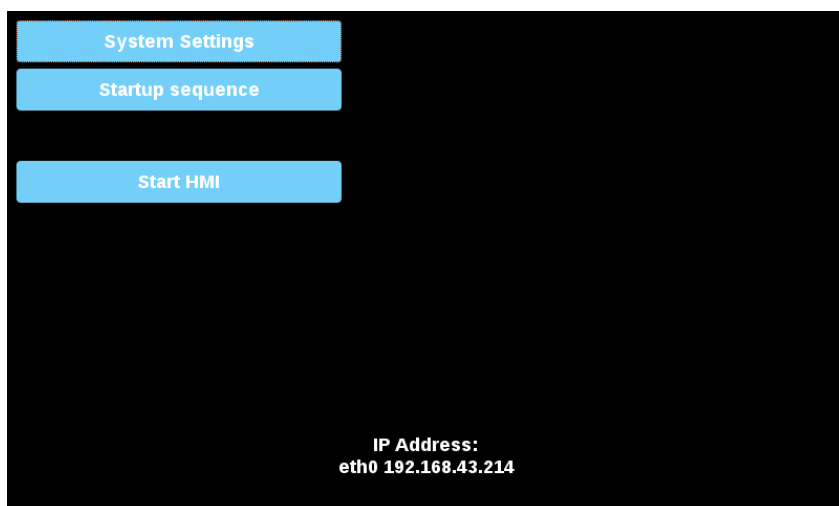 System Settings
Startup sequence
Start HMI
IP Address:
eth0 192.168.43.214